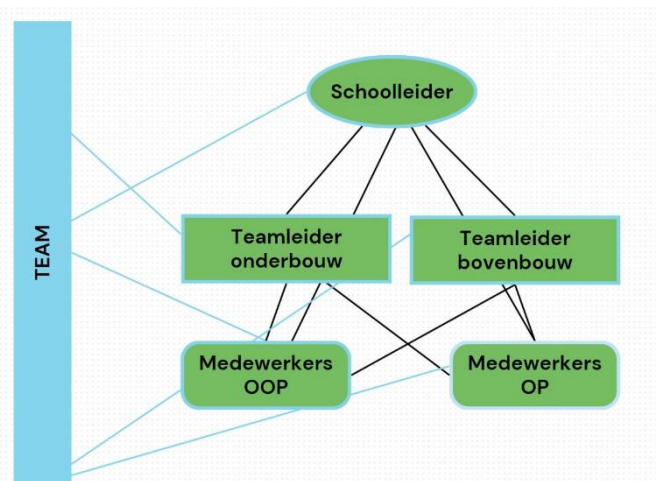 TEAM
Schoolleider
Teamleider
onderbouw
Teamleider
bovenbouw
Medewerkers
OOP
Medewerkers
OP